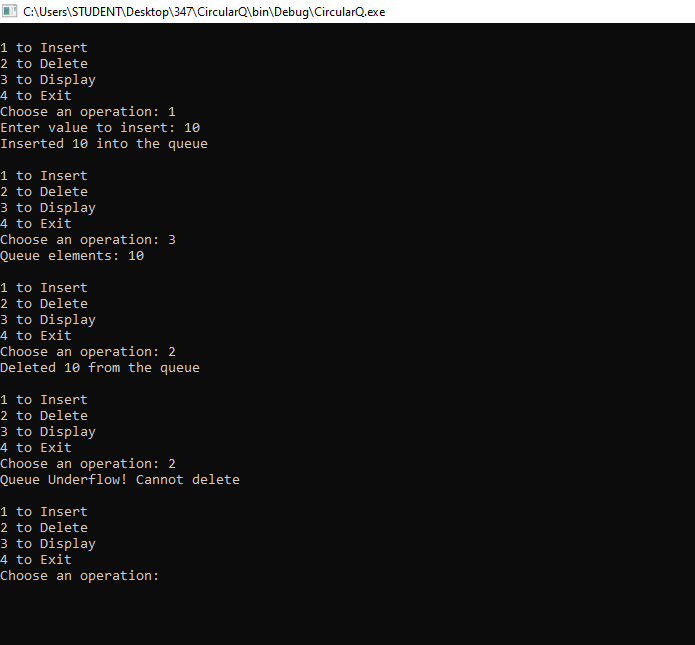 C:\Users\STUDENT\Desktop\347\CircularQ\bin\Debug\CircularQ.exe
1 to Insert
2 to Delete
3 to Display
4 to Exit
Choose an operation: 1
Enter value to insert: 10
Inserted 10 into the queue
1 to Insert
2 to Delete
3 to Display
4 to Exit
Choose an operation: 3
Queue elements: 10
1 to Insert
2 to Delete
3 to Display
4 to Exit
Choose an operation: 2
Deleted 10 from the queue
1 to Insert
2 to Delete
3 to Display
4 to Exit
Choose an operation: 2
Queue Underflow! Cannot delete
1 to Insert
2 to Delete
3 to Display
4 to Exit
Choose an operation: